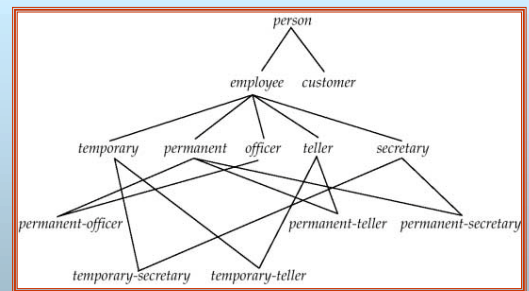 person
employee customer
temporary permanent officer teller secretary
permanent-officer permanent-teller permanent-secretary
temporary-secretary temporary-teller